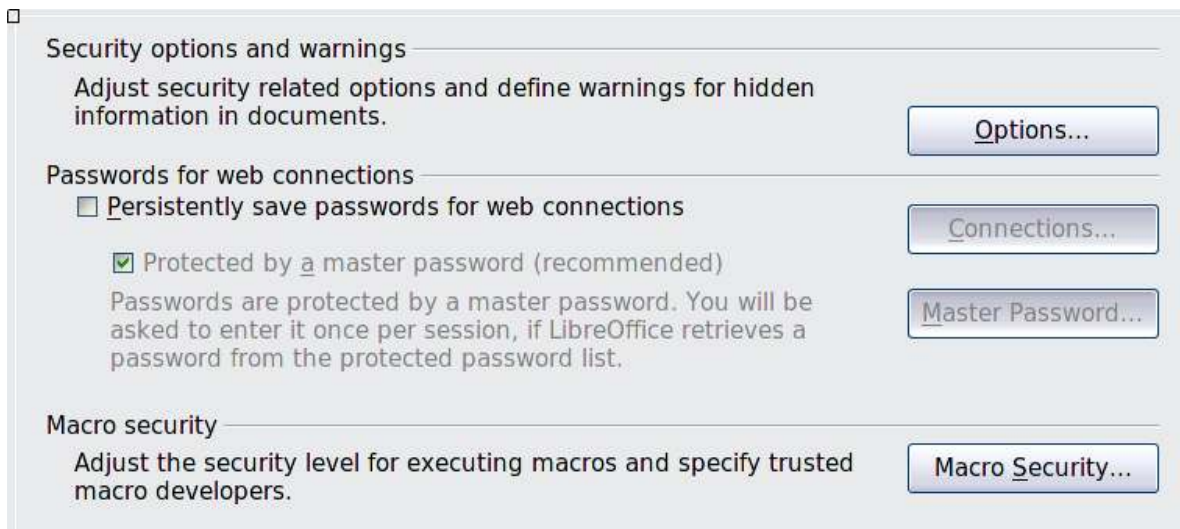 Security options and warnings
Adjust security related options and define warnings for hidden
information in documents.
Options...
Passwords for web connections
Persistently save passwords for web connections
Connections...
Protected by a master password (recommended)
Passwords are protected by a master password. You will be
asked to enter it once per session, if LibreOffice retrieves a
password from the protected password list.
Master Password...
Macro security
Adjust the security level for executing macros and specify trusted
macro developers.
Macro Security...